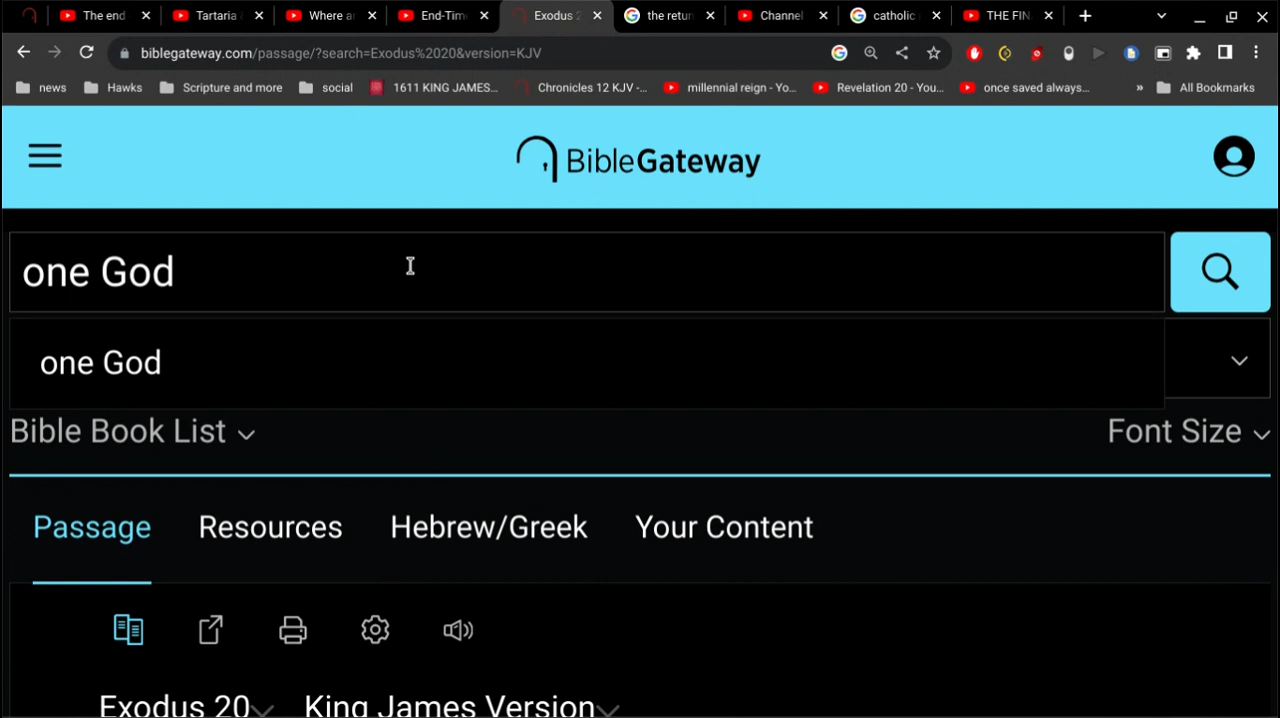 The end Tartaria Where a End-Tim Exodus 2 the retur Channel catholic THE FIN
biblegateway.com/passage/?search=Exodus%2020&version=KJV
news Hawks Scripture and more social 1611 KING JAMES... Chronicles 12 KJV -... millennial reign - Yo... Revelation 20 - You... once saved always... » All Bookmarks
BibleGateway
one God
one God
Bible Book List Font Size
Passage Resources Hebrew/Greek Your Content
Exodus 20 King James Version